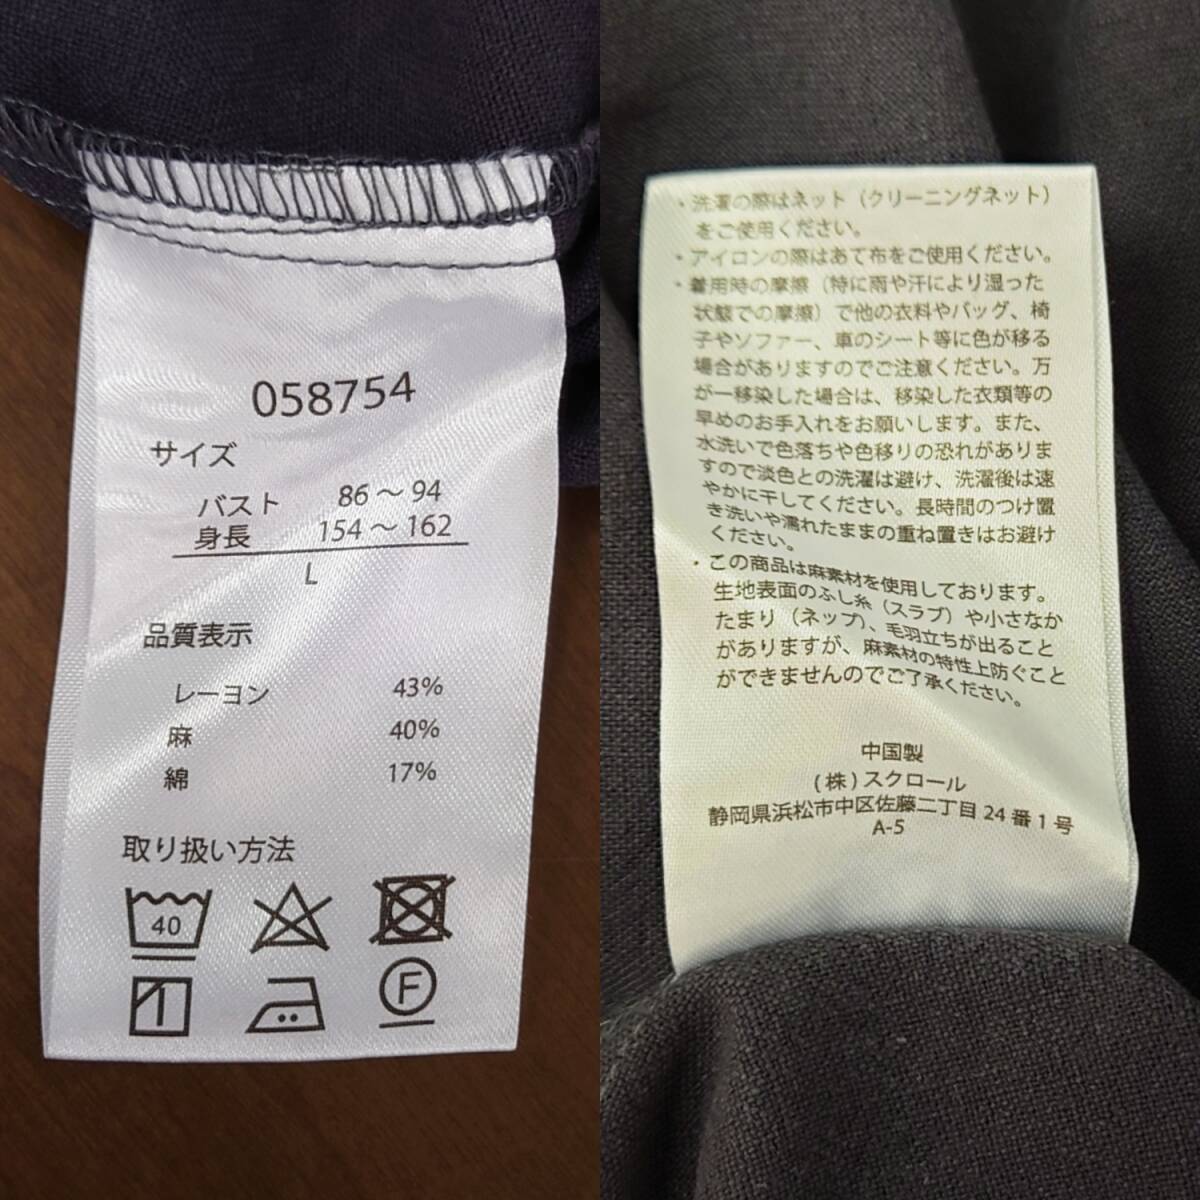 058754
サイズ
バスト 86～94
身長 154～162
L
品質表示
レーヨン 43%
麻 40%
綿 17%
取り扱い方法
40
F
・洗濯の際はネット（クリーニングネット）
をご使用ください。
・アイロンの際はあて布をご使用ください。
・着用時の摩擦（特に雨や汗により湿った
状態での摩擦）で他の衣料やバッグ、椅
子やソファー、車のシート等に色が移る
場合がありますのでご注意ください。万
が一移染した場合は、移染した衣類等の
早めのお手入れをお願いします。また、
水洗いで色落ちや色移りの恐れがありま
すので淡色との洗濯は避け、洗濯後は速
やかに干してください。長時間のつけ置
き洗いや濡れたままの重ね置きはお避け
ください。
・この商品は麻素材を使用しております。
生地表面のふし糸（スラブ）や小さなか
たまり（ネップ）、毛羽立ちが出ること
がありますが、麻素材の特性上防ぐこと
ができませんのでご了承ください。
中国製
(株)スクロール
静岡県浜松市中区佐藤二丁目24番1号
A-5